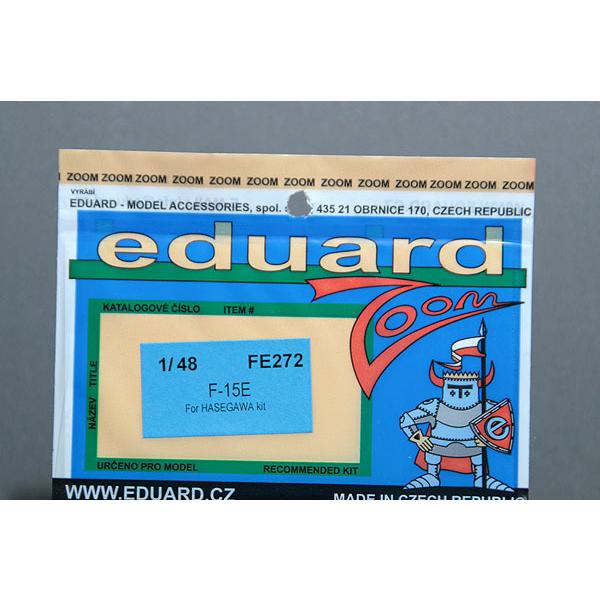 ZOOM ZOOM ZOOM ZOOM ZOOM ZOOM ZOOM ZOOM ZOOM ZOOM ZOOM ZOOM ZOOM
VYRÁBÍ
EDUARD - MODEL ACCESSORIES, spol. 435 21 OBRNICE 170, CZECH REPUBLIC
eduard
Zoom
KATALOGOVÉ ČÍSLO ITEM #
NÁZEV TITLE
1/48 FE272
F-15E
For HASEGAWA kit
e
URČENO PRO MODEL RECOMMENDED KIT
WWW.EDUARD.CZ MADE IN CZECH REPUBLIC